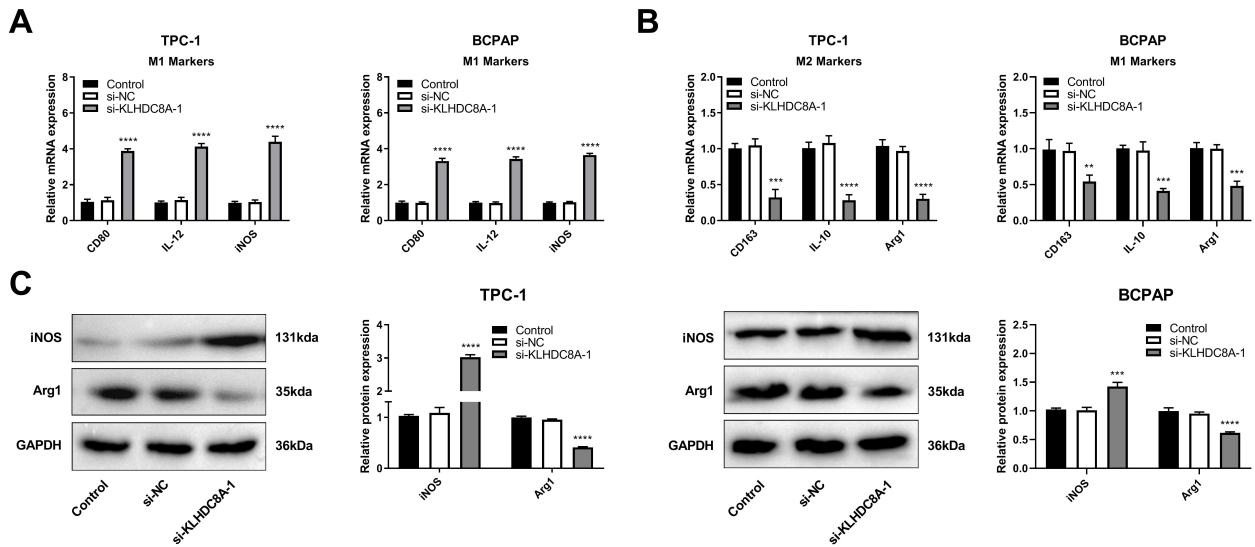 A
TPC-1
M1 Markers
Relative mRNA expression
8
6
4
2
0
Control
si-NC
si-KLHDC8A-1
****
****
****
CD80
IL-12
iNOS
BCPAP
M1 Markers
Relative mRNA expression
8
6
4
2
0
Control
si-NC
si-KLHDC8A-1
****
****
****
CD80
IL-12
iNOS
B
TPC-1
M2 Markers
Relative mRNA expression
2.0
1.5
1.0
0.5
0.0
Control
si-NC
si-KLHDC8A-1
***
****
****
CD163
IL-10
Arg1
BCPAP
M1 Markers
Relative mRNA expression
2.0
1.5
1.0
0.5
0.0
Control
si-NC
si-KLHDC8A-1
**
***
***
CD163
IL-10
Arg1
C
iNOS
131kda
Arg1
35kda
GAPDH
36kDa
Control
si-NC
si-KLHDC8A-1
TPC-1
Relative protein expression
4
3
2
1
0
Control
si-NC
si-KLHDC8A-1
****
****
iNOS
Arg1
iNOS
131kda
Arg1
35kda
GAPDH
36kDa
Control
si-NC
si-KLHDC8A-1
BCPAP
Relative protein expression
2.5
2.0
1.5
1.0
0.5
0.0
Control
si-NC
si-KLHDC8A-1
***
****
iNOS
Arg1